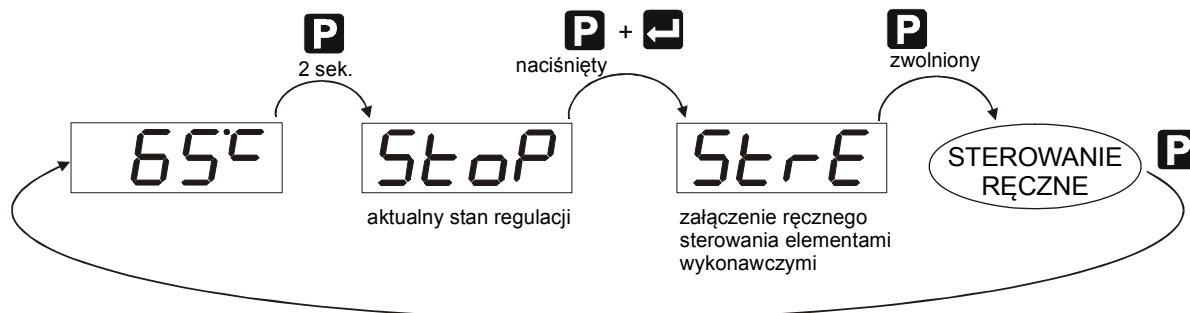 P
2 sek.
P +
naciśnięty
P
zwolniony
65°C
StoP
StrE
STEROWANIE
RĘCZNE
P
aktualny stan regulacji
załączenie ręcznego
sterowania elementami
wykonawczymi